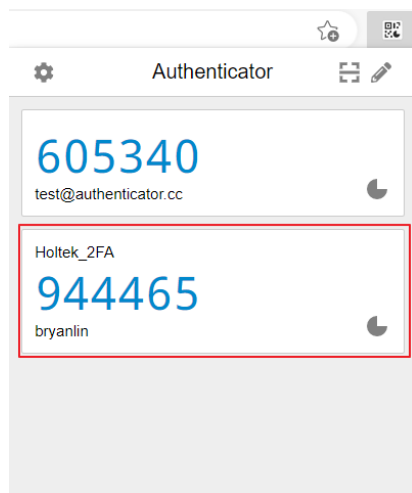 Authenticator
605340
test@authenticator.cc
Holtek_2FA
944465
bryanlin